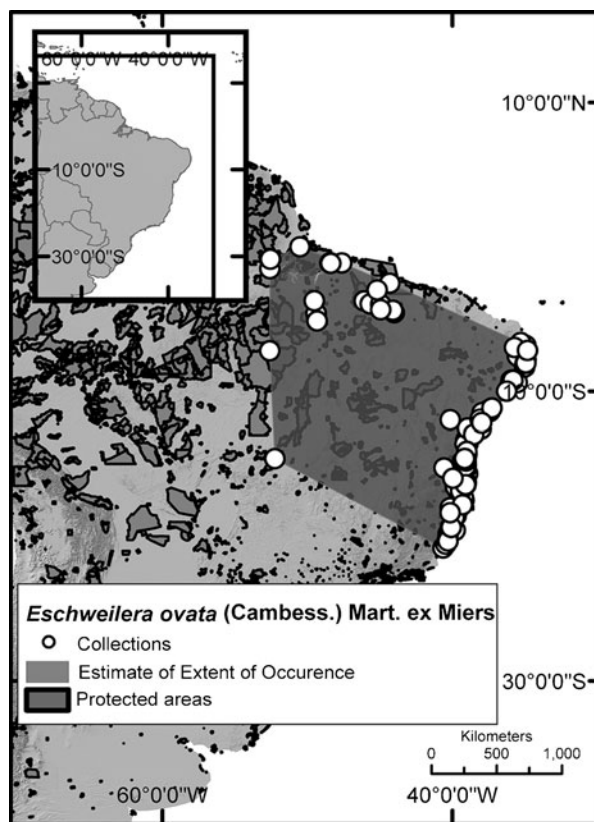 60°0'0"W 40°0'0"W
10°0'0"S
30°0'0"S
10°0'0"N
10°0'0"S
Eschweilera ovata (Cambess.) Mart. ex Miers
Collections
Estimate of Extent of Occurence
Protected areas
30°0'0"S
Kilometers
0 500 1,000
60°0'0"W
40°0'0"W